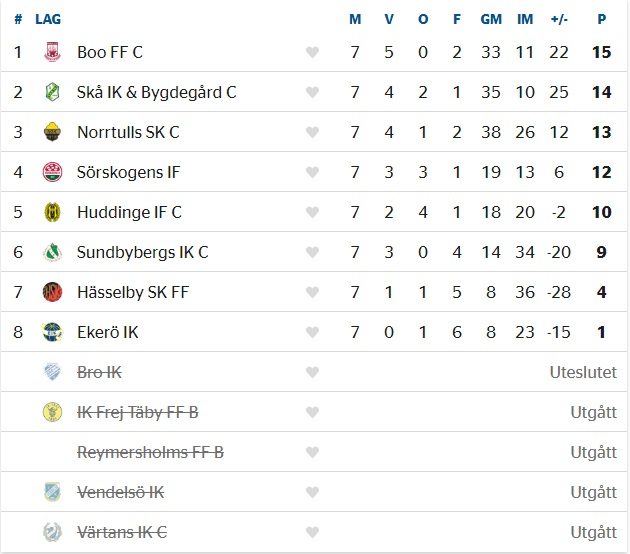 # LAG M V O F GM IM +/- P
1 Boo FF C 7 5 0 2 33 11 22 15
2 Skå IK & Bygdegård C 7 4 2 1 35 10 25 14
3 Norrtulls SK C 7 4 1 2 38 26 12 13
4 Sörskogens IF 7 3 3 1 19 13 6 12
5 Huddinge IF C 7 2 4 1 18 20 -2 10
6 Sundbybergs IK C 7 3 0 4 14 34 -20 9
7 Hässelby SK FF 7 1 1 5 8 36 -28 4
8 Ekerö IK 7 0 1 6 8 23 -15 1
Bro IK Uteslutet
IK Frej Täby FF B Utgått
Reymersholms FF B Utgått
Vendelsö IK Utgått
Värtans IK C Utgått